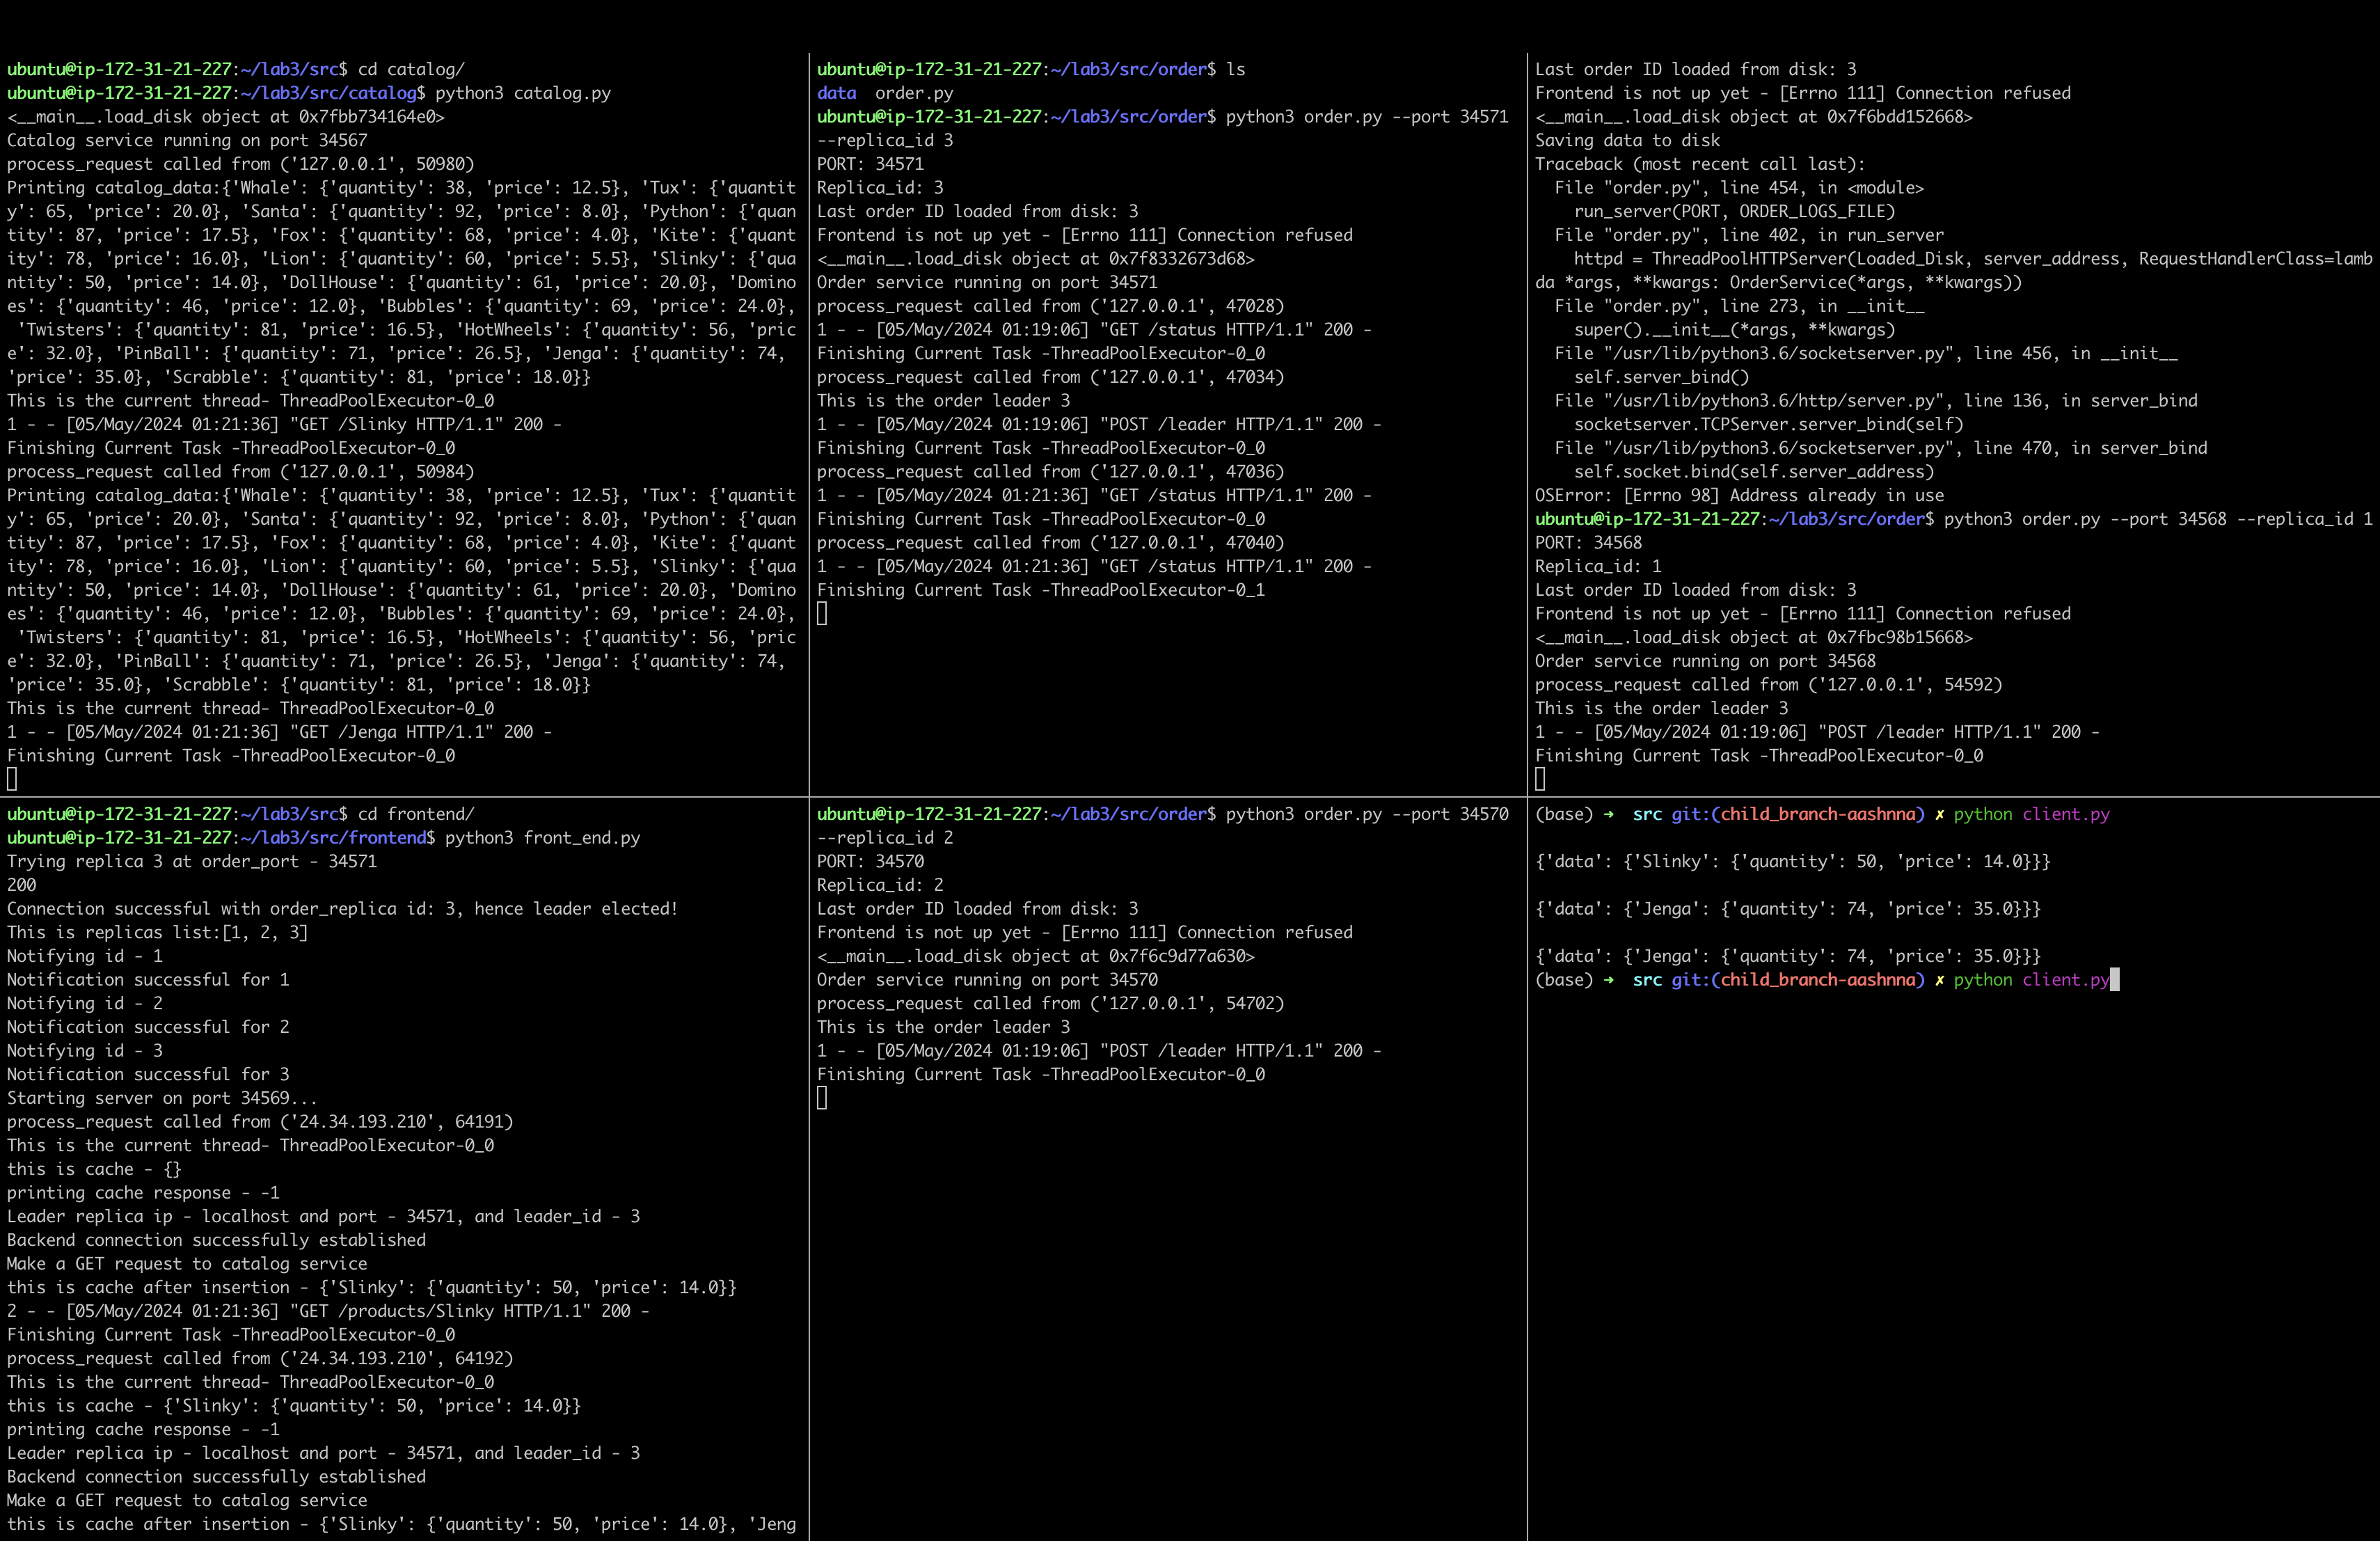 ubuntu@ip-172-31-21-227:~/lab3/src$ cd catalog/
ubuntu@ip-172-31-21-227:~/lab3/src/catalog$ python3 catalog.py
<__main__.load_disk object at 0x7fbb734164e0>
Catalog service running on port 34567
process_request called from ('127.0.0.1', 50980)
Printing catalog_data:{'Whale': {'quantity': 38, 'price': 12.5}, 'Tux': {'quantit
y': 65, 'price': 20.0}, 'Santa': {'quantity': 92, 'price': 8.0}, 'Python': {'quan
tity': 87, 'price': 17.5}, 'Fox': {'quantity': 68, 'price': 4.0}, 'Kite': {'quant
ity': 78, 'price': 16.0}, 'Lion': {'quantity': 60, 'price': 5.5}, 'Slinky': {'qua
ntity': 50, 'price': 14.0}, 'DollHouse': {'quantity': 61, 'price': 20.0}, 'Domino
es': {'quantity': 46, 'price': 12.0}, 'Bubbles': {'quantity': 69, 'price': 24.0},
 'Twisters': {'quantity': 81, 'price': 16.5}, 'HotWheels': {'quantity': 56, 'pric
e': 32.0}, 'PinBall': {'quantity': 71, 'price': 26.5}, 'Jenga': {'quantity': 74,
'price': 35.0}, 'Scrabble': {'quantity': 81, 'price': 18.0}}
This is the current thread- ThreadPoolExecutor-0_0
1 - - [05/May/2024 01:21:36] "GET /Slinky HTTP/1.1" 200 -
Finishing Current Task -ThreadPoolExecutor-0_0
process_request called from ('127.0.0.1', 50984)
Printing catalog_data:{'Whale': {'quantity': 38, 'price': 12.5}, 'Tux': {'quantit
y': 65, 'price': 20.0}, 'Santa': {'quantity': 92, 'price': 8.0}, 'Python': {'quan
tity': 87, 'price': 17.5}, 'Fox': {'quantity': 68, 'price': 4.0}, 'Kite': {'quant
ity': 78, 'price': 16.0}, 'Lion': {'quantity': 60, 'price': 5.5}, 'Slinky': {'qua
ntity': 50, 'price': 14.0}, 'DollHouse': {'quantity': 61, 'price': 20.0}, 'Domino
es': {'quantity': 46, 'price': 12.0}, 'Bubbles': {'quantity': 69, 'price': 24.0},
 'Twisters': {'quantity': 81, 'price': 16.5}, 'HotWheels': {'quantity': 56, 'pric
e': 32.0}, 'PinBall': {'quantity': 71, 'price': 26.5}, 'Jenga': {'quantity': 74,
'price': 35.0}, 'Scrabble': {'quantity': 81, 'price': 18.0}}
This is the current thread- ThreadPoolExecutor-0_0
1 - - [05/May/2024 01:21:36] "GET /Jenga HTTP/1.1" 200 -
Finishing Current Task -ThreadPoolExecutor-0_0
ubuntu@ip-172-31-21-227:~/lab3/src/order$ ls
data  order.py
ubuntu@ip-172-31-21-227:~/lab3/src/order$ python3 order.py --port 34571
--replica_id 3
PORT: 34571
Replica_id: 3
Last order ID loaded from disk: 3
Frontend is not up yet - [Errno 111] Connection refused
<__main__.load_disk object at 0x7f8332673d68>
Order service running on port 34571
process_request called from ('127.0.0.1', 47028)
1 - - [05/May/2024 01:19:06] "GET /status HTTP/1.1" 200 -
Finishing Current Task -ThreadPoolExecutor-0_0
process_request called from ('127.0.0.1', 47034)
This is the order leader 3
1 - - [05/May/2024 01:19:06] "POST /leader HTTP/1.1" 200 -
Finishing Current Task -ThreadPoolExecutor-0_0
process_request called from ('127.0.0.1', 47036)
1 - - [05/May/2024 01:21:36] "GET /status HTTP/1.1" 200 -
Finishing Current Task -ThreadPoolExecutor-0_0
process_request called from ('127.0.0.1', 47040)
1 - - [05/May/2024 01:21:36] "GET /status HTTP/1.1" 200 -
Finishing Current Task -ThreadPoolExecutor-0_1
Last order ID loaded from disk: 3
Frontend is not up yet - [Errno 111] Connection refused
<__main__.load_disk object at 0x7f6bdd152668>
Saving data to disk
Traceback (most recent call last):
  File "order.py", line 454, in <module>
    run_server(PORT, ORDER_LOGS_FILE)
  File "order.py", line 402, in run_server
    httpd = ThreadPoolHTTPServer(Loaded_Disk, server_address, RequestHandlerClass=lamb
da *args, **kwargs: OrderService(*args, **kwargs))
  File "order.py", line 273, in __init__
    super().__init__(*args, **kwargs)
  File "/usr/lib/python3.6/socketserver.py", line 456, in __init__
    self.server_bind()
  File "/usr/lib/python3.6/http/server.py", line 136, in server_bind
    socketserver.TCPServer.server_bind(self)
  File "/usr/lib/python3.6/socketserver.py", line 470, in server_bind
    self.socket.bind(self.server_address)
OSError: [Errno 98] Address already in use
ubuntu@ip-172-31-21-227:~/lab3/src/order$ python3 order.py --port 34568 --replica_id 1
PORT: 34568
Replica_id: 1
Last order ID loaded from disk: 3
Frontend is not up yet - [Errno 111] Connection refused
<__main__.load_disk object at 0x7fbc98b15668>
Order service running on port 34568
process_request called from ('127.0.0.1', 54592)
This is the order leader 3
1 - - [05/May/2024 01:19:06] "POST /leader HTTP/1.1" 200 -
Finishing Current Task -ThreadPoolExecutor-0_0
ubuntu@ip-172-31-21-227:~/lab3/src$ cd frontend/
ubuntu@ip-172-31-21-227:~/lab3/src/frontend$ python3 front_end.py
Trying replica 3 at order_port - 34571
200
Connection successful with order_replica id: 3, hence leader elected!
This is replicas list:[1, 2, 3]
Notifying id - 1
Notification successful for 1
Notifying id - 2
Notification successful for 2
Notifying id - 3
Notification successful for 3
Starting server on port 34569...
process_request called from ('24.34.193.210', 64191)
This is the current thread- ThreadPoolExecutor-0_0
this is cache - {}
printing cache response - -1
Leader replica ip - localhost and port - 34571, and leader_id - 3
Backend connection successfully established
Make a GET request to catalog service
this is cache after insertion - {'Slinky': {'quantity': 50, 'price': 14.0}}
2 - - [05/May/2024 01:21:36] "GET /products/Slinky HTTP/1.1" 200 -
Finishing Current Task -ThreadPoolExecutor-0_0
process_request called from ('24.34.193.210', 64192)
This is the current thread- ThreadPoolExecutor-0_0
this is cache - {'Slinky': {'quantity': 50, 'price': 14.0}}
printing cache response - -1
Leader replica ip - localhost and port - 34571, and leader_id - 3
Backend connection successfully established
Make a GET request to catalog service
this is cache after insertion - {'Slinky': {'quantity': 50, 'price': 14.0}, 'Jeng
ubuntu@ip-172-31-21-227:~/lab3/src/order$ python3 order.py --port 34570
--replica_id 2
PORT: 34570
Replica_id: 2
Last order ID loaded from disk: 3
Frontend is not up yet - [Errno 111] Connection refused
<__main__.load_disk object at 0x7f6c9d77a630>
Order service running on port 34570
process_request called from ('127.0.0.1', 54702)
This is the order leader 3
1 - - [05/May/2024 01:19:06] "POST /leader HTTP/1.1" 200 -
Finishing Current Task -ThreadPoolExecutor-0_0
(base) ➜  src git:(child_branch-aashnna) ✗ python client.py
{'data': {'Slinky': {'quantity': 50, 'price': 14.0}}}
{'data': {'Jenga': {'quantity': 74, 'price': 35.0}}}
{'data': {'Jenga': {'quantity': 74, 'price': 35.0}}}
(base) ➜  src git:(child_branch-aashnna) ✗ python client.py